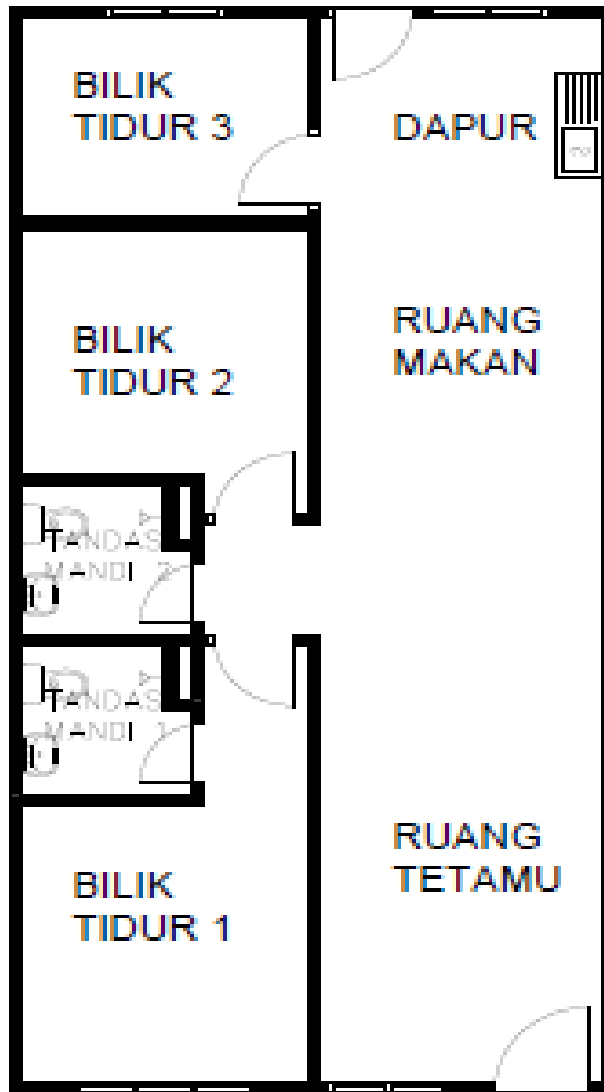 BILIK
TIDUR 3
DAPUR
BILIK
TIDUR 2
RUANG
MAKAN
TANDAS
MANDI 2
TANDAS
MANDI 1
RUANG
TETAMU
BILIK
TIDUR 1